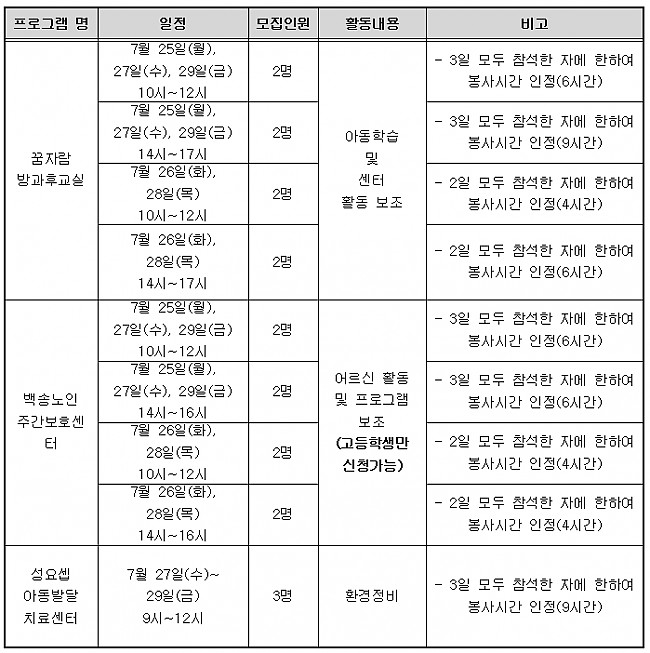 프로그램 명 일정 모집인원 활동내용 비고
꿈자람
방과후교실
7월 25일(월),
27일(수), 29일(금)
10시~12시
2명
아동학습
및
센터
활동 보조
- 3일 모두 참석한 자에 한하여
봉사시간 인정(6시간)
7월 25일(월),
27일(수), 29일(금)
14시~17시
2명
- 3일 모두 참석한 자에 한하여
봉사시간 인정(9시간)
7월 26일(화),
28일(목)
10시~12시
2명
- 2일 모두 참석한 자에 한하여
봉사시간 인정(4시간)
7월 26일(화),
28일(목)
14시~17시
2명
- 2일 모두 참석한 자에 한하여
봉사시간 인정(6시간)
백송노인
주간보호센
터
7월 25일(월),
27일(수), 29일(금)
10시~12시
2명
어르신 활동
및 프로그램
보조
(고등학생만
신청가능)
- 3일 모두 참석한 자에 한하여
봉사시간 인정(6시간)
7월 25일(월),
27일(수), 29일(금)
14시~16시
2명
- 3일 모두 참석한 자에 한하여
봉사시간 인정(6시간)
7월 26일(화),
28일(목)
10시~12시
2명
- 2일 모두 참석한 자에 한하여
봉사시간 인정(4시간)
7월 26일(화),
28일(목)
14시~16시
2명
- 2일 모두 참석한 자에 한하여
봉사시간 인정(4시간)
성요셉
아동발달
치료센터
7월 27일(수)~
29일(금)
9시~12시
3명
환경정비
- 3일 모두 참석한 자에 한하여
봉사시간 인정(9시간)